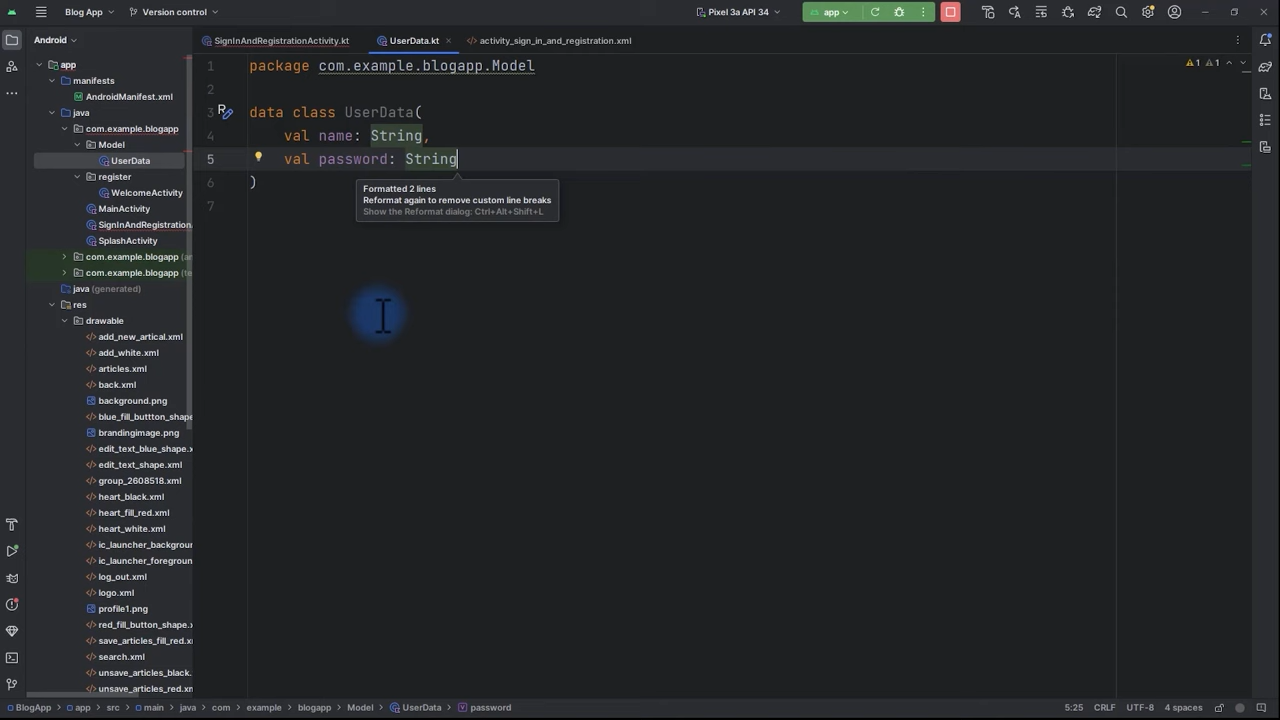 Blog App
Version control
Pixel 3a API 34
app
Android
SignInAndRegistrationActivity.kt
UserData.kt
activity_sign_in_and_registration.xml
app
manifests
AndroidManifest.xml
java
com.example.blogapp
Model
UserData
register
WelcomeActivity
MainActivity
SignInAndRegistration
SplashActivity
com.example.blogapp (a
com.example.blogapp (te
java (generated)
res
drawable
add_new_artical.xml
add_white.xml
articles.xml
back.xml
background.png
blue_fill_buttton_shape
brandingimage.png
edit_text_blue_shape.x
edit_text_shape.xml
group_2608518.xml
heart_black.xml
heart_fill_red.xml
heart_white.xml
ic_launcher_backgroun
ic_launcher_foreground
log_out.xml
logo.xml
profile1.png
red_fill_button_shape.x
save_articles_fill_red.x
search.xml
unsave_articles_black.
unsave_articles_red.xm
1 package com.example.blogapp.Model
2
3 data class UserData(
4 val name: String,
5 val password: String
6 )
7
1 1
Formatted 2 lines
Reformat again to remove custom line breaks
Show the Reformat dialog: Ctrl+Alt+Shift+L
BlogApp > app > src > main > java > com > example > blogapp > Model > UserData > password
5:25 CRLF UTF-8 4 spaces